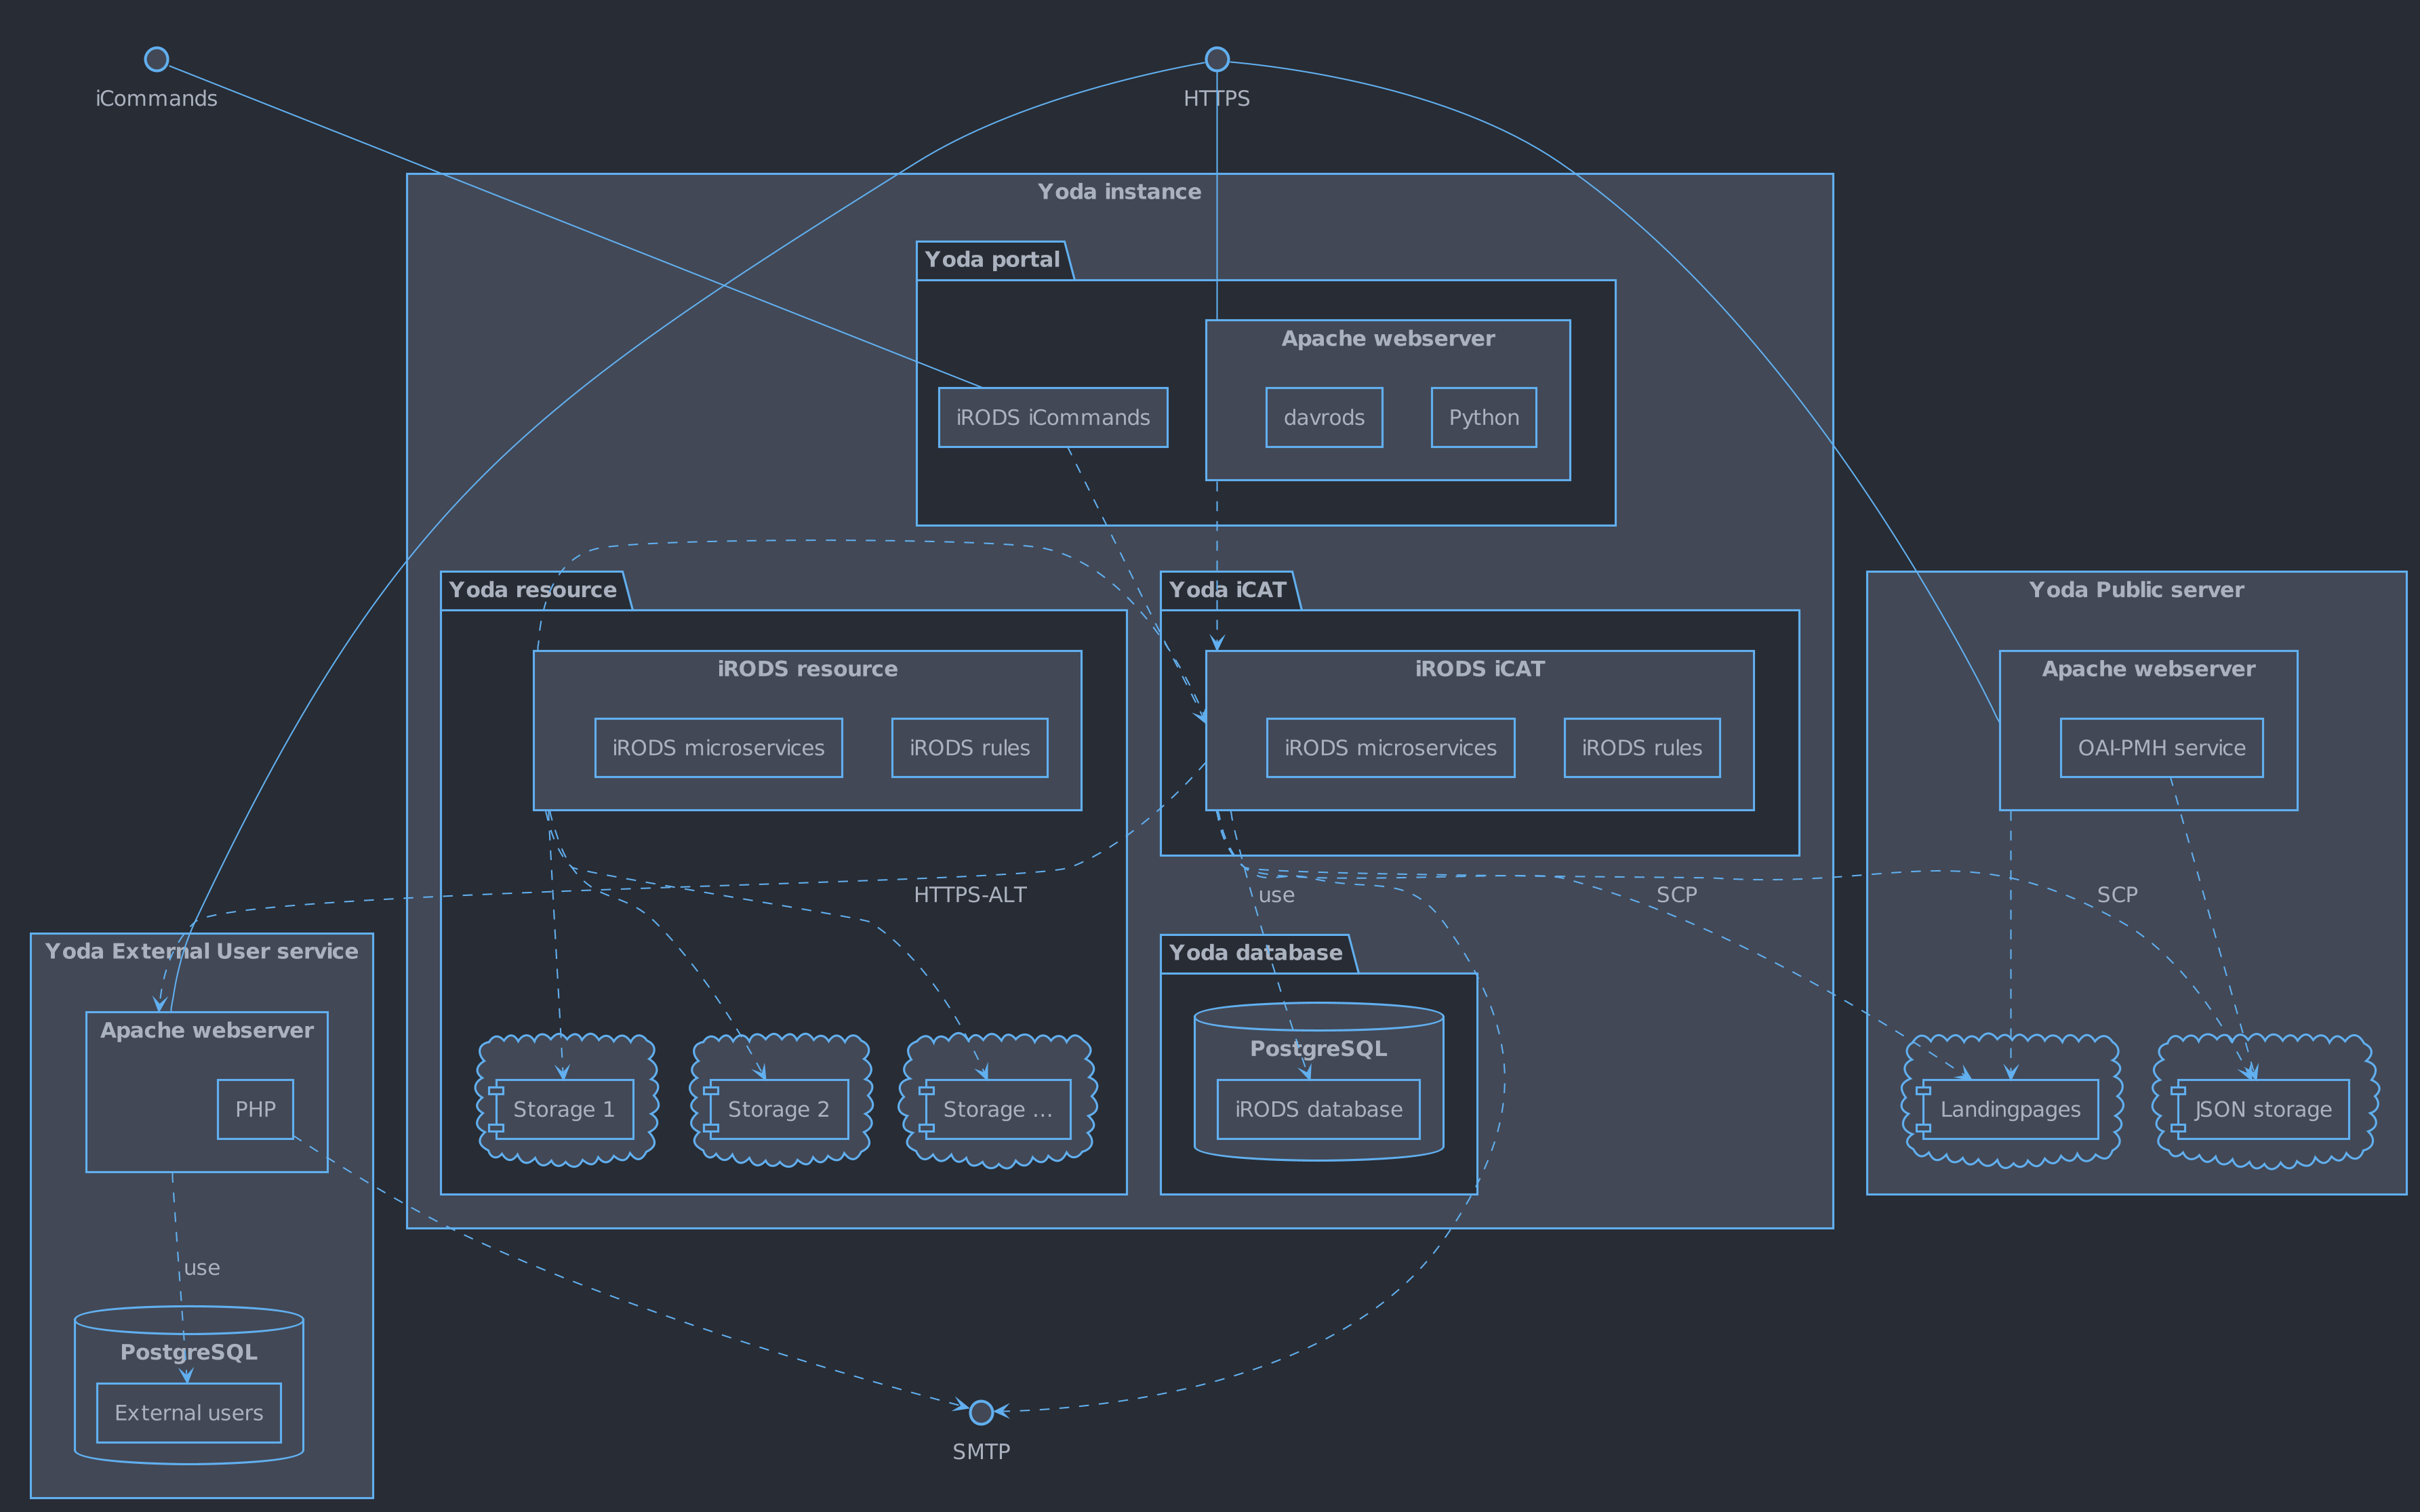 iCommands
HTTPS
Yoda instance
Yoda portal
Apache webserver
iRODS iCommands
davrods
Python
Yoda resource
iRODS resource
iRODS microservices
iRODS rules
Yoda iCAT
iRODS iCAT
iRODS microservices
iRODS rules
Yoda Public server
Apache webserver
OAI-PMH service
HTTPS-ALT
use
SCP
SCP
Yoda External User service
Apache webserver
PHP
Storage 1
Storage 2
Storage ...
Yoda database
PostgreSQL
iRODS database
Landingpages
JSON storage
use
PostgreSQL
External users
SMTP